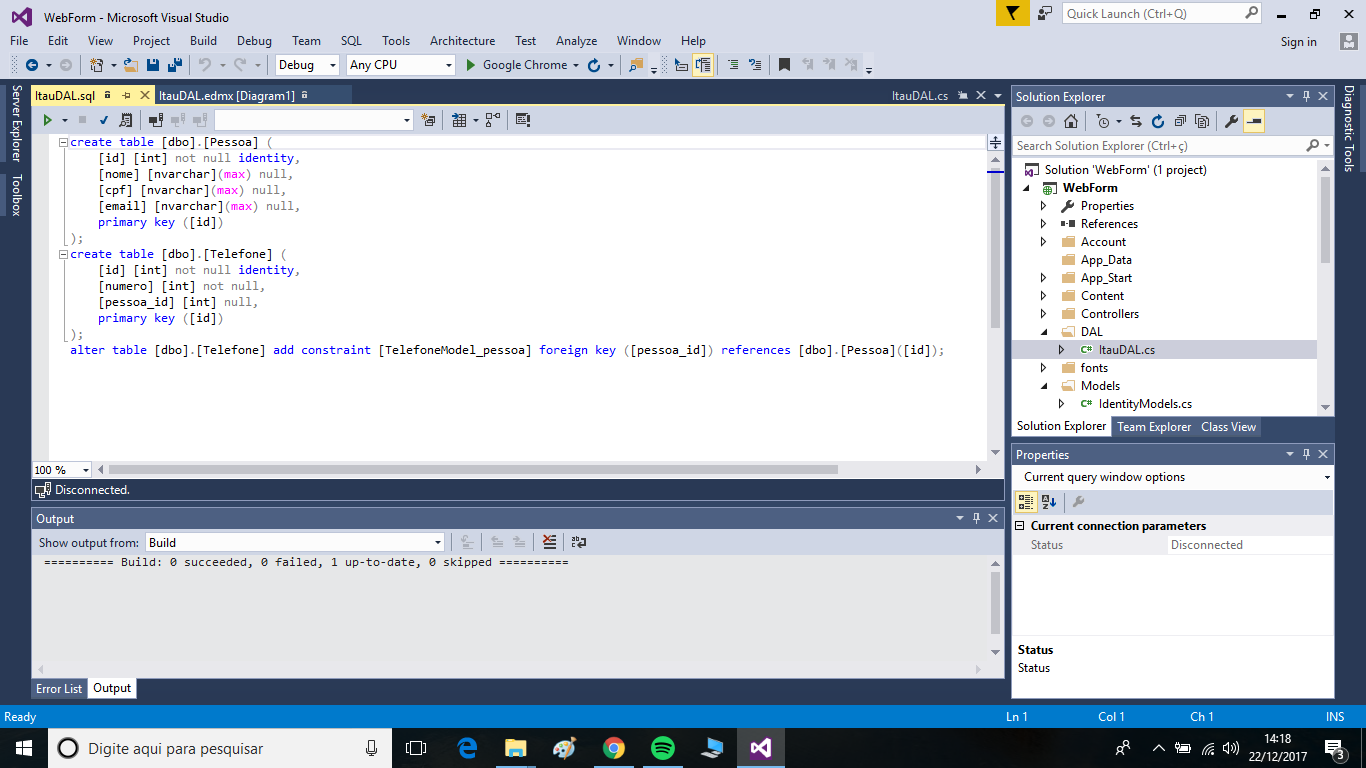 WebForm - Microsoft Visual Studio
Quick Launch (Ctrl+Q)
File Edit View Project Build Debug Team SQL Tools Architecture Test Analyze Window Help
Sign in
Debug Any CPU Google Chrome
Server Explorer
Toolbox
ItauDAL.sql ItauDAL.edmx [Diagram1] ItauDAL.cs
create table [dbo].[Pessoa] (
[id] [int] not null identity,
[nome] [nvarchar](max) null,
[cpf] [nvarchar](max) null,
[email] [nvarchar](max) null,
primary key ([id])
);
create table [dbo].[Telefone] (
[id] [int] not null identity,
[numero] [int] not null,
[pessoa_id] [int] null,
primary key ([id])
);
alter table [dbo].[Telefone] add constraint [TelefoneModel_pessoa] foreign key ([pessoa_id]) references [dbo].[Pessoa]([id]);
100 %
Disconnected.
Output
Show output from: Build
========== Build: 0 succeeded, 0 failed, 1 up-to-date, 0 skipped ==========
Error List Output
Solution Explorer
Search Solution Explorer (Ctrl+ç)
Solution 'WebForm' (1 project)
WebForm
Properties
References
Account
App_Data
App_Start
Content
Controllers
DAL
C# ItauDAL.cs
fonts
Models
C# IdentityModels.cs
Solution Explorer Team Explorer Class View
Properties
Current query window options
Current connection parameters
Status Disconnected
Status
Status
Diagnostic Tools
Ready Ln 1 Col 1 Ch 1 INS
Digite aqui para pesquisar
14:18
22/12/2017
3